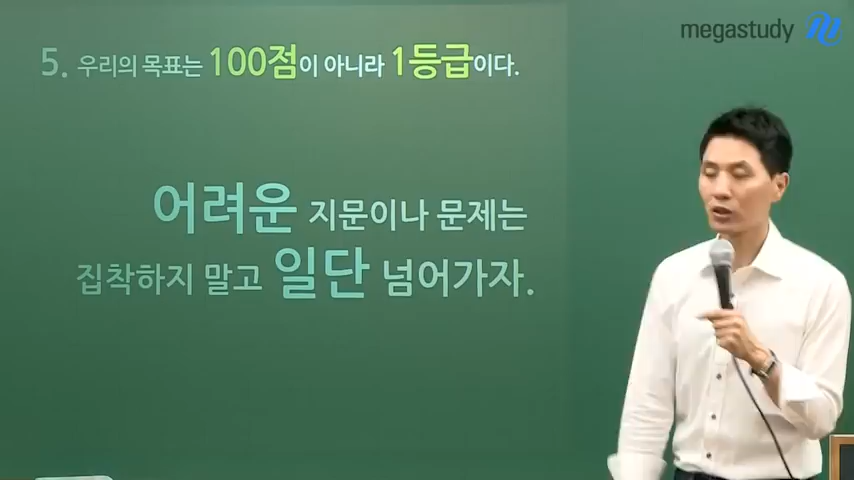 megastudy
5. 우리의 목표는 100점이 아니라 1등급이다.
어려운 지문이나 문제는
집착하지 말고 일단 넘어가자.